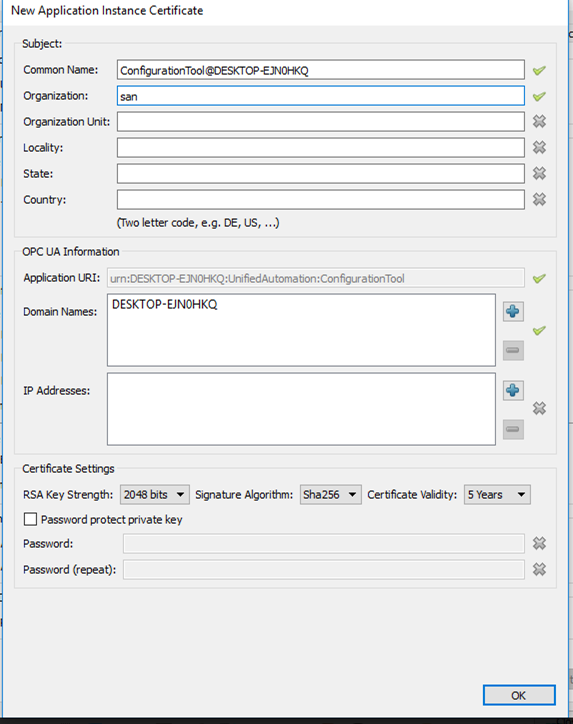 New Application Instance Certificate
Subject:
Common Name: ConfigurationTool@DESKTOP-EJN0HKQ
Organization: san
Organization Unit:
Locality:
State:
Country:
(Two letter code, e.g. DE, US, ...)
OPC UA Information
Application URI: urn:DESKTOP-EJN0HKQ:UnifiedAutomation:ConfigurationTool
Domain Names: DESKTOP-EJN0HKQ
IP Addresses:
Certificate Settings
RSA Key Strength: 2048 bits Signature Algorithm: Sha256 Certificate Validity: 5 Years
Password protect private key
Password:
Password (repeat):
OK